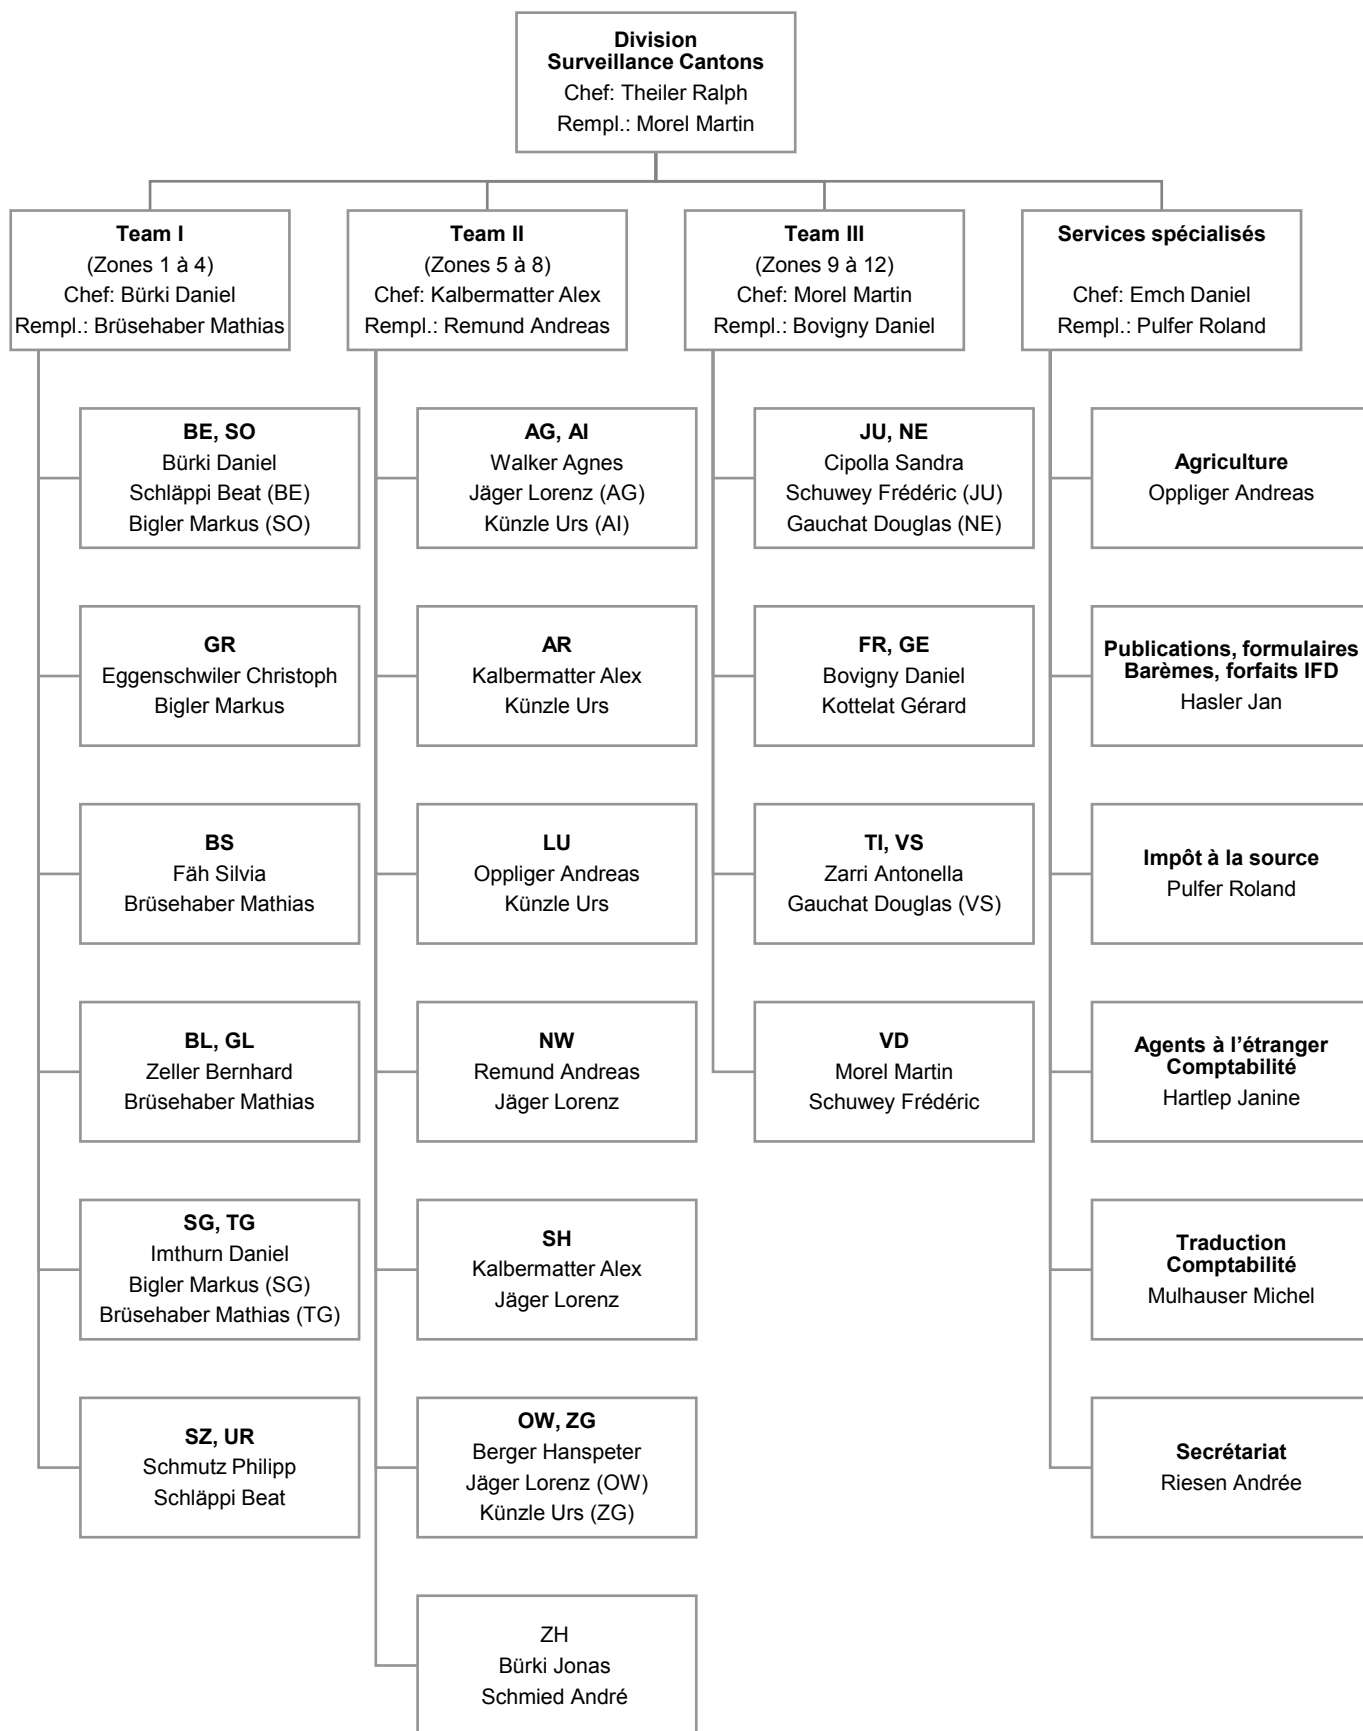 Division
Surveillance Cantons
Chef: Theiler Ralph
Rempl.: Morel Martin
Team I
(Zones 1 à 4)
Chef: Bürki Daniel
Rempl.: Brüsehaber Mathias
Team II
(Zones 5 à 8)
Chef: Kalbermatter Alex
Rempl.: Remund Andreas
Team III
(Zones 9 à 12)
Chef: Morel Martin
Rempl.: Bovigny Daniel
Services spécialisés
Chef: Emch Daniel
Rempl.: Pulfer Roland
BE, SO
Bürki Daniel
Schläppi Beat (BE)
Bigler Markus (SO)
GR
Eggenschwiler Christoph
Bigler Markus
BS
Fäh Silvia
Brüsehaber Mathias
BL, GL
Zeller Bernhard
Brüsehaber Mathias
SG, TG
Imthurn Daniel
Bigler Markus (SG)
Brüsehaber Mathias (TG)
SZ, UR
Schmutz Philipp
Schläppi Beat
AG, AI
Walker Agnes
Jäger Lorenz (AG)
Künzle Urs (AI)
AR
Kalbermatter Alex
Künzle Urs
LU
Oppliger Andreas
Künzle Urs
NW
Remund Andreas
Jäger Lorenz
SH
Kalbermatter Alex
Jäger Lorenz
OW, ZG
Berger Hanspeter
Jäger Lorenz (OW)
Künzle Urs (ZG)
ZH
Bürki Jonas
Schmied André
JU, NE
Cipolla Sandra
Schuwey Frédéric (JU)
Gauchat Douglas (NE)
FR, GE
Bovigny Daniel
Kottelat Gérard
TI, VS
Zarri Antonella
Gauchat Douglas (VS)
VD
Morel Martin
Schuwey Frédéric
Agriculture
Oppliger Andreas
Publications, formulaires
Barèmes, forfaits IFD
Hasler Jan
Impôt à la source
Pulfer Roland
Agents à l’étranger
Comptabilité
Hartlep Janine
Traduction
Comptabilité
Mulhauser Michel
Secrétariat
Riesen Andrée